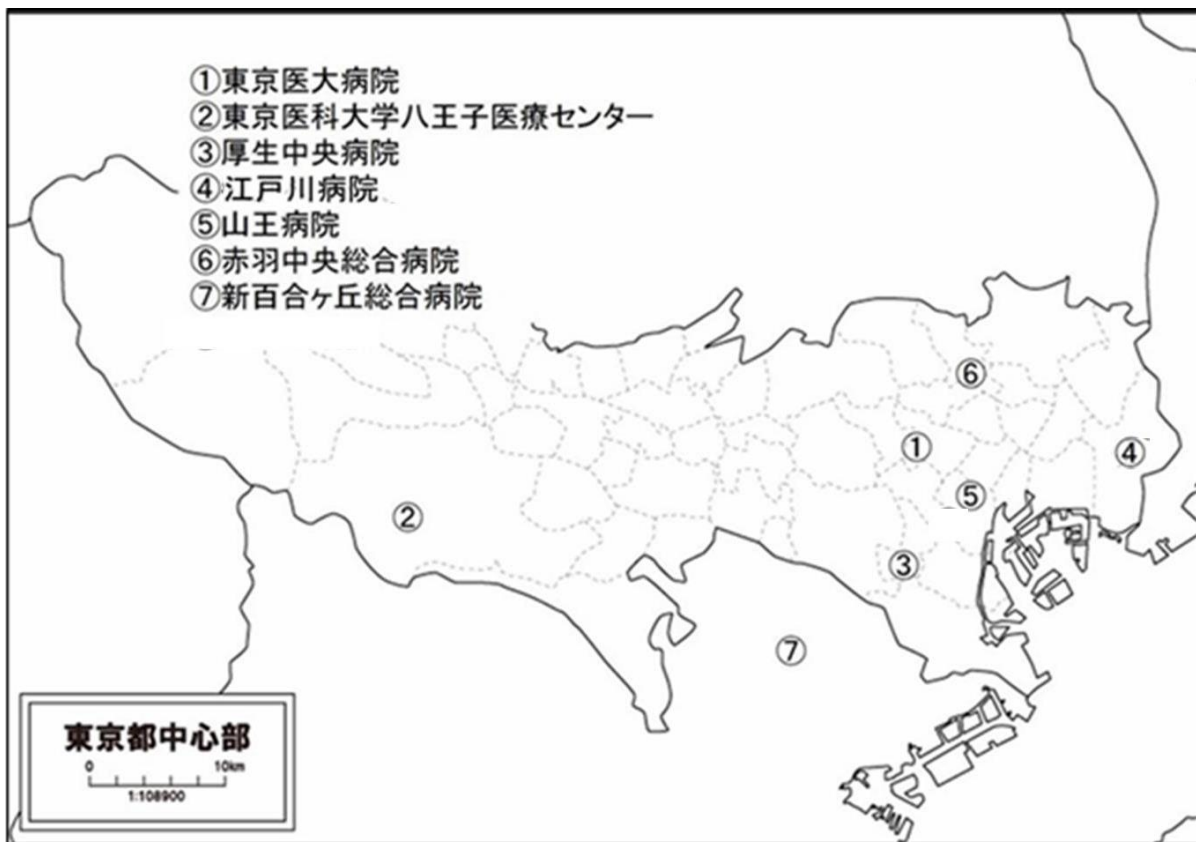 ①東京医大病院
②東京医科大学八王子医療センター
③厚生中央病院
④江戸川病院
⑤山王病院
⑥赤羽中央総合病院
⑦新百合ヶ丘総合病院
⑥
①
④
⑤
②
③
⑦
東京都中心部
0 10km
1:108900